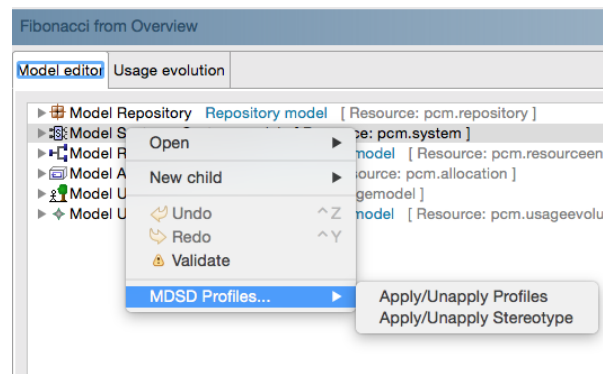 Fibonacci from Overview
Model editor Usage evolution
Model Repository Repository model [ Resource: pcm.repository ]
Model S ce: pcm.system ]
Model R model [ Resource: pcm.resourceen
Model A source: pcm.allocation ]
Model U gemodel ]
Model U model [ Resource: pcm.usageevolu
Open
New child
Undo ^Z
Redo ^Y
Validate
MDSD Profiles...
Apply/Unapply Profiles
Apply/Unapply Stereotype